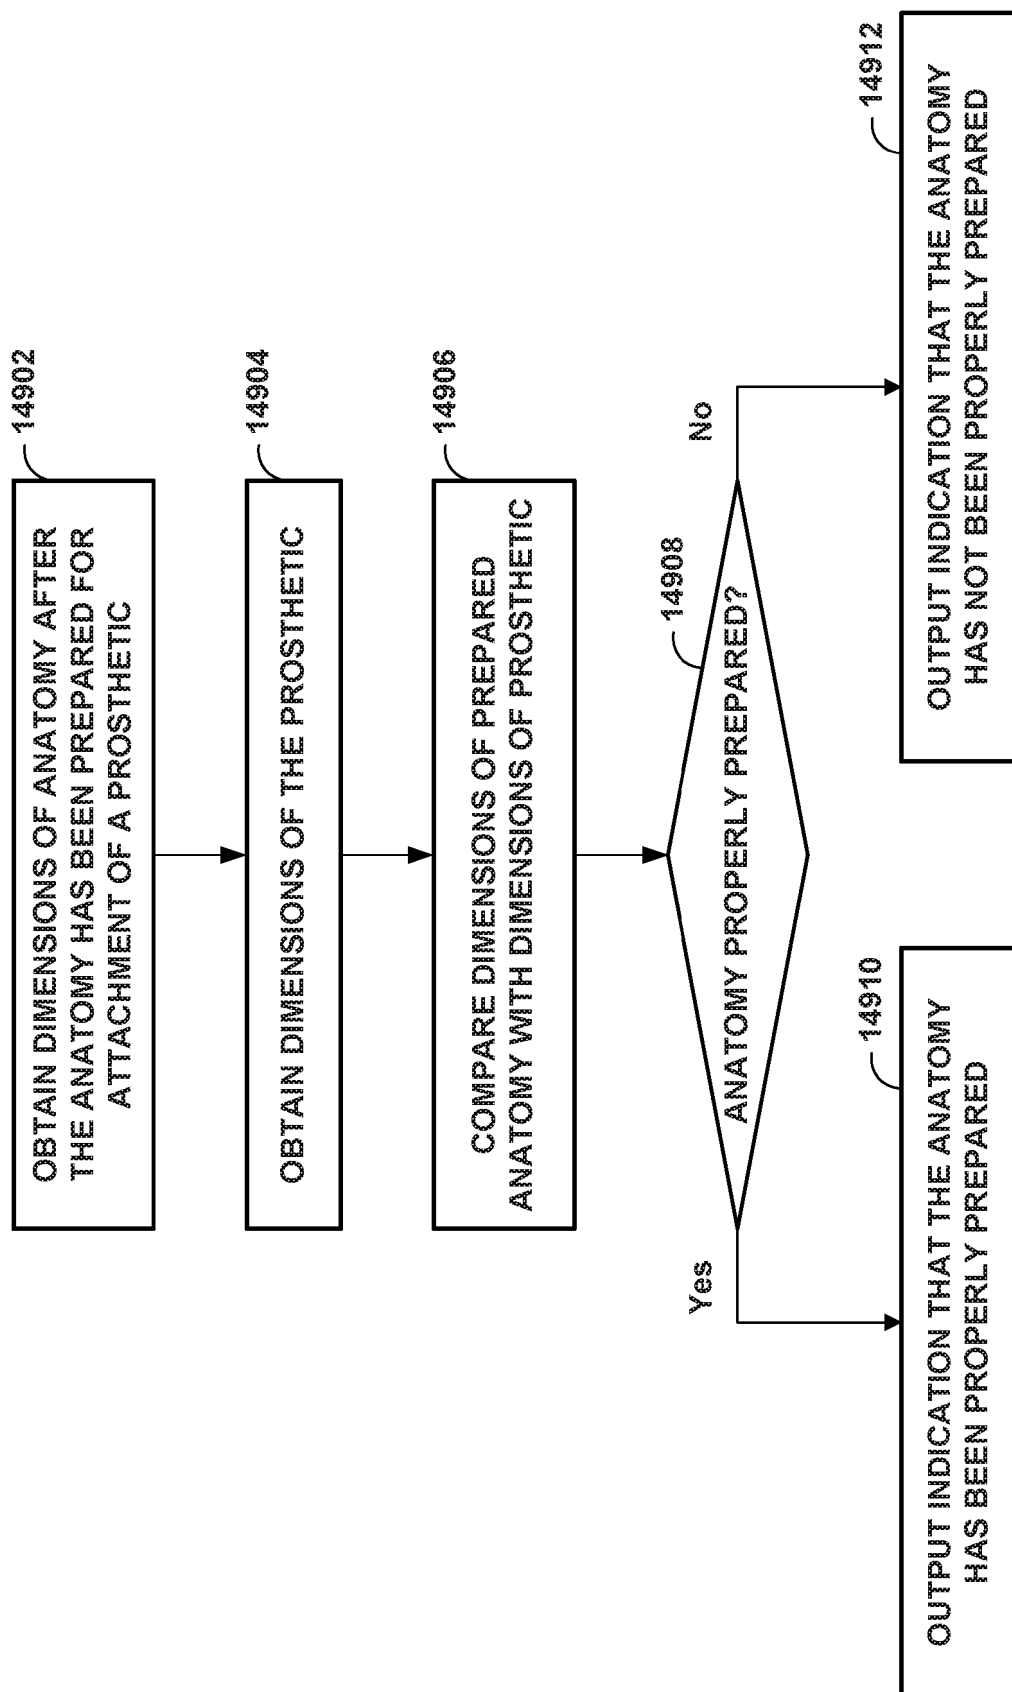 14902
OBTAIN DIMENSIONS OF ANATOMY AFTER
THE ANATOMY HAS BEEN PREPARED FOR
ATTACHMENT OF A PROSTHETIC
14904
OBTAIN DIMENSIONS OF THE PROSTHETIC
14906
COMPARE DIMENSIONS OF PREPARED
ANATOMY WITH DIMENSIONS OF PROSTHETIC
14908
ANATOMY PROPERLY PREPARED?
Yes
No
14910
OUTPUT INDICATION THAT THE ANATOMY
HAS BEEN PROPERLY PREPARED
14912
OUTPUT INDICATION THAT THE ANATOMY
HAS NOT BEEN PROPERLY PREPARED